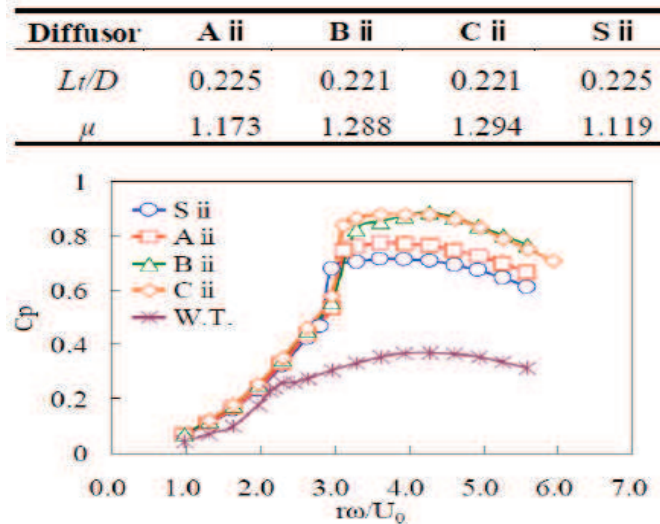 Diffusor A ii B ii C ii S ii
Lt/D 0.225 0.221 0.221 0.225
μ 1.173 1.288 1.294 1.119
1
0.8
0.6
0.4
0.2
0
Cp
S ii
A ii
B ii
C ii
W.T.
0.0 1.0 2.0 3.0 4.0 5.0 6.0 7.0
rω/U₀